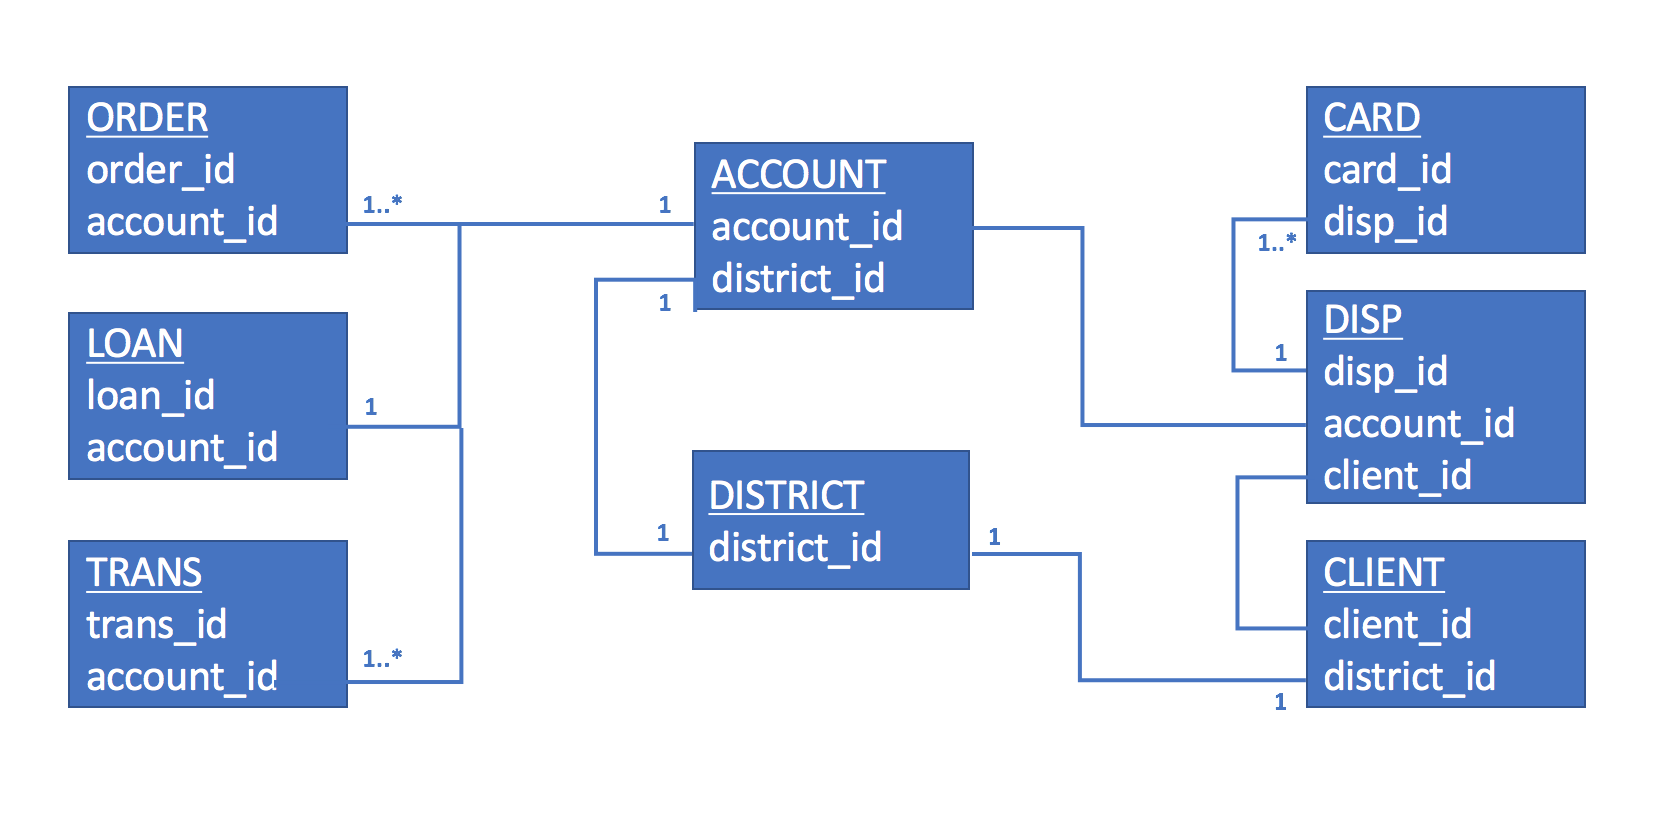 ORDER
order_id
account_id
1..*
LOAN
loan_id
account_id
1
TRANS
trans_id
account_id
1..*
1
ACCOUNT
account_id
district_id
1
1
DISTRICT
district_id
1
CARD
card_id
disp_id
1..*
1
DISP
disp_id
account_id
client_id
CLIENT
client_id
district_id
1